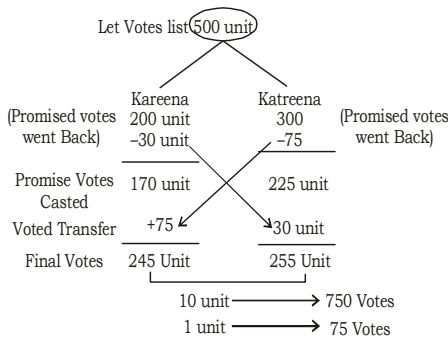 Let Votes list 500 unit
Kareena Katreena
(Promised votes 200 unit 300 (Promised votes
went Back) –30 unit –75 went Back)
Promise Votes 170 unit 225 unit
Casted
Voted Transfer +75 30 unit
Final Votes 245 Unit 255 Unit
10 unit 750 Votes
1 unit 75 Votes